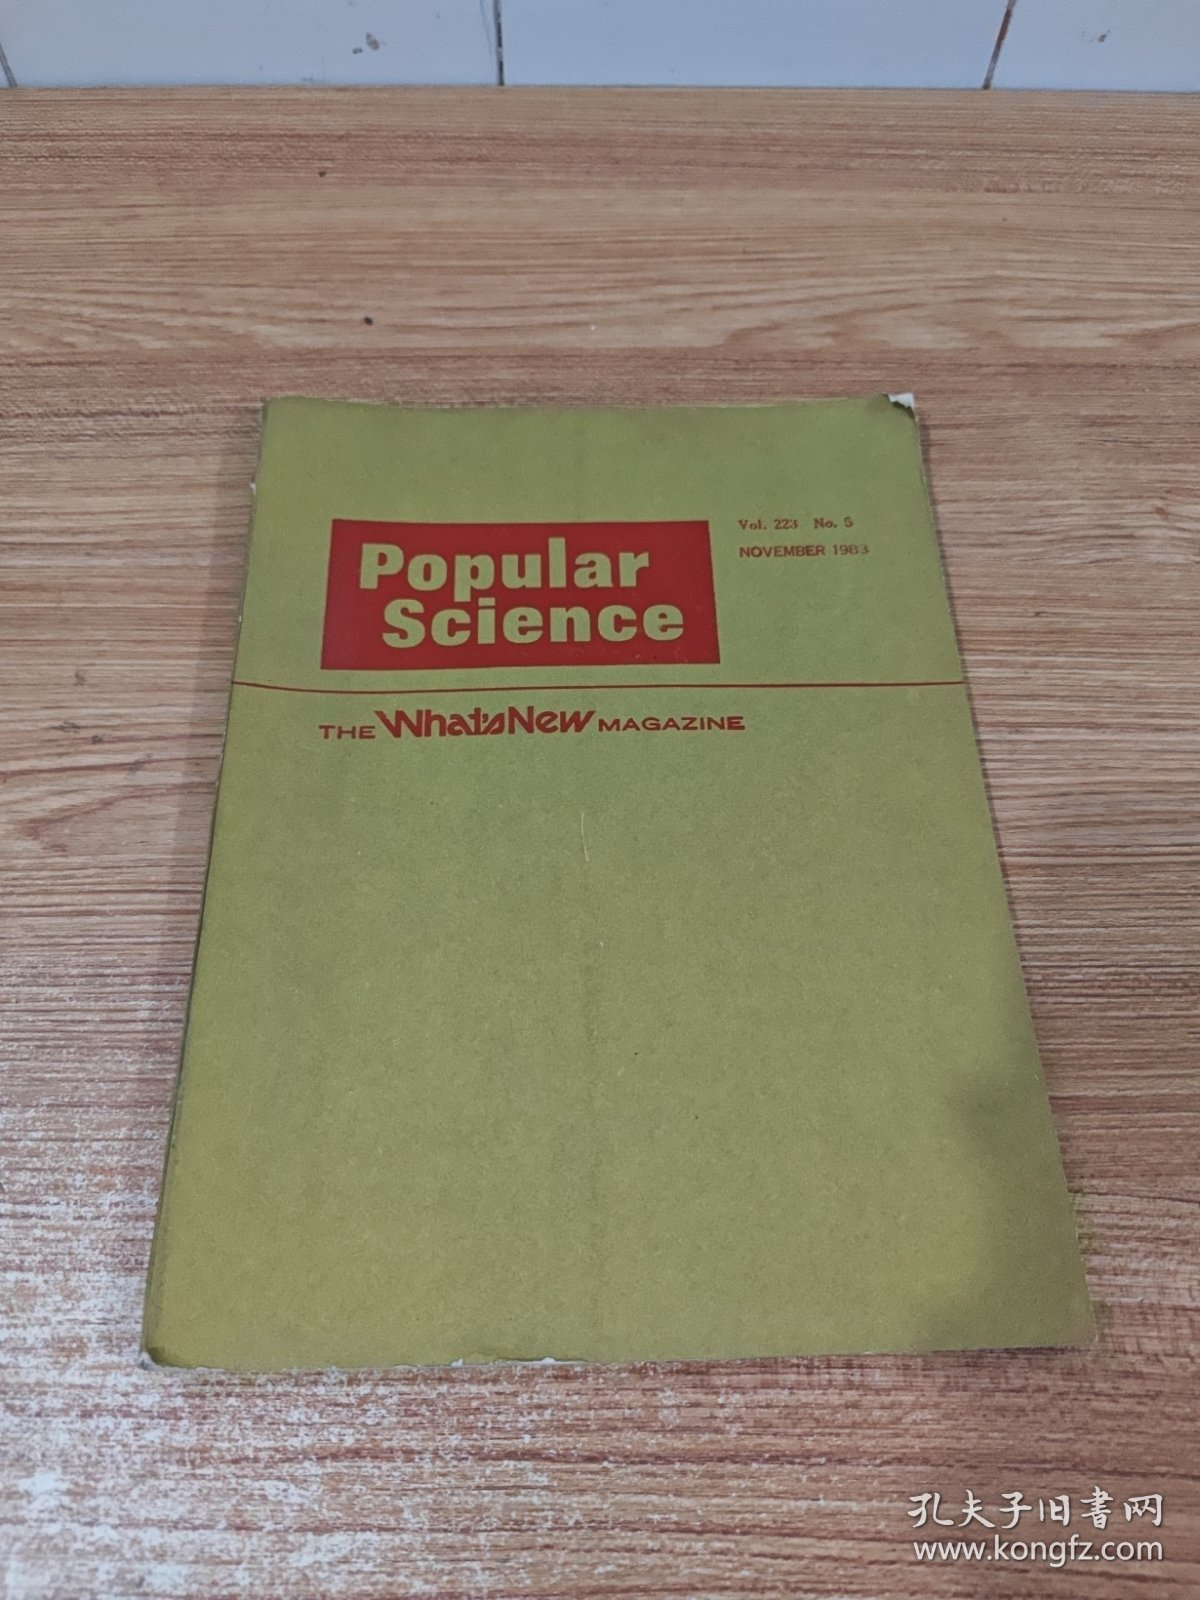 Vol. 223 No. 5
NOVEMBER 1983
Popular
Science
THE What's New MAGAZINE
孔夫子旧书网
www.kongfz.com